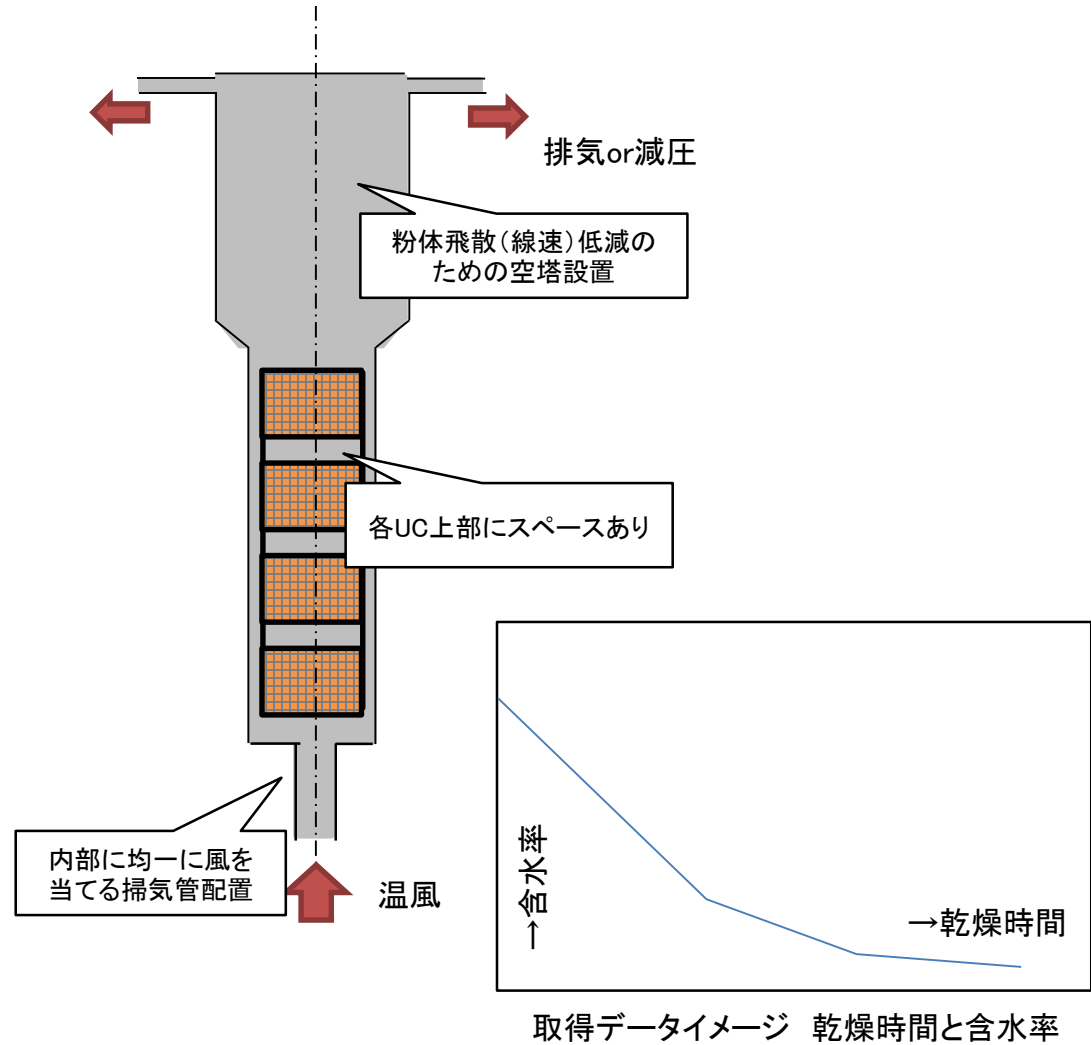 排気or減圧
粉体飛散(線速)低減の
ための空塔設置
各UC上部にスペースあり
内部に均一に風を
当てる掃気管配置
温風
→含水率
→乾燥時間
取得データイメージ 乾燥時間と含水率